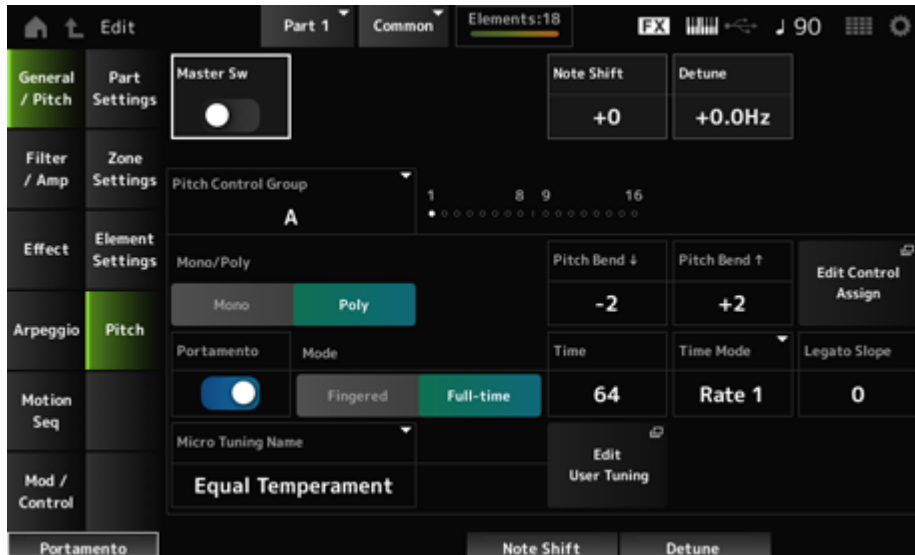 Edit
Part 1
Common
Elements:18
FX
90
General
/ Pitch
Part
Settings
Master Sw
Note Shift
+0
Detune
+0.0Hz
Filter
/ Amp
Zone
Settings
Pitch Control Group
A
1 8 9 16
Effect
Element
Settings
Mono/Poly
Mono
Poly
Pitch Bend ↓
-2
Pitch Bend ↑
+2
Edit Control
Assign
Arpeggio
Pitch
Portamento
Mode
Fingered
Full-time
Time
64
Time Mode
Rate 1
Legato Slope
0
Motion
Seq
Micro Tuning Name
Equal Temperament
Edit
User Tuning
Mod /
Control
Portamento
Note Shift
Detune